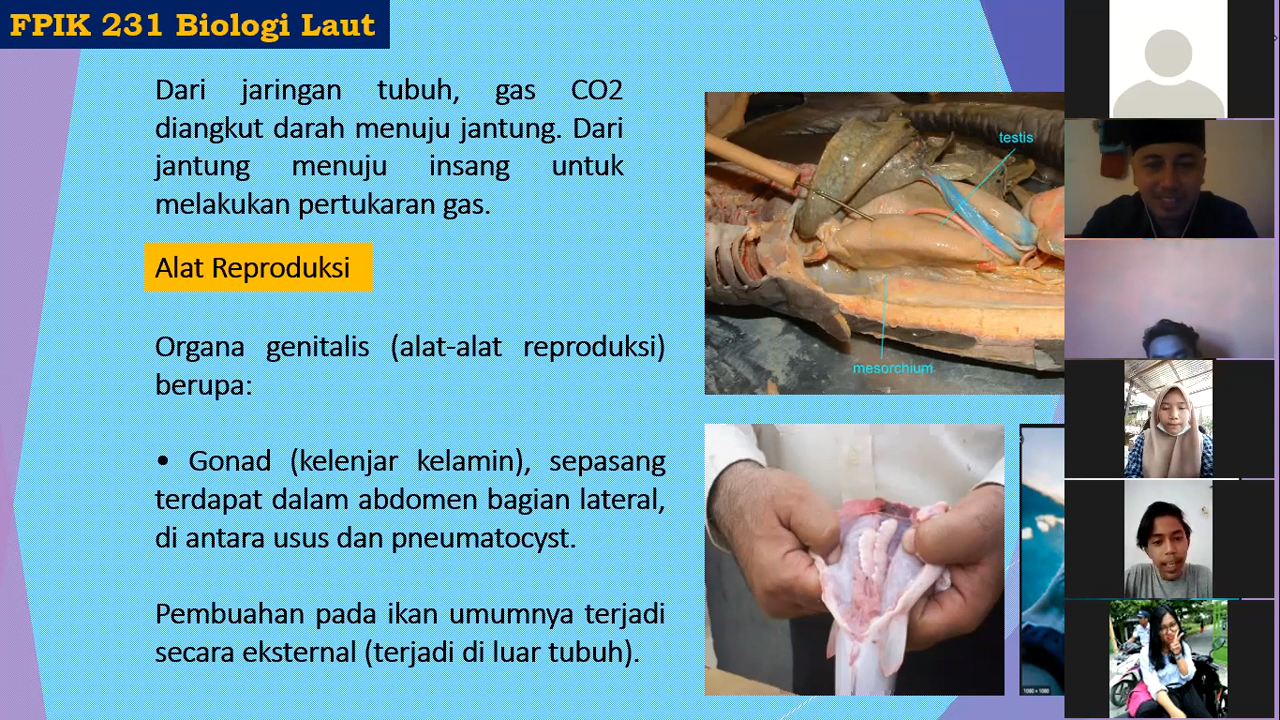 FPIK 231 Biologi Laut
Dari jaringan tubuh, gas CO2
diangkut darah menuju jantung. Dari
jantung menuju insang untuk
melakukan pertukaran gas.
Alat Reproduksi
Organa genitalis (alat-alat reproduksi)
berupa:
• Gonad (kelenjar kelamin), sepasang
terdapat dalam abdomen bagian lateral,
di antara usus dan pneumatocyst.
Pembuahan pada ikan umumnya terjadi
secara eksternal (terjadi di luar tubuh).
testis
mesorchium